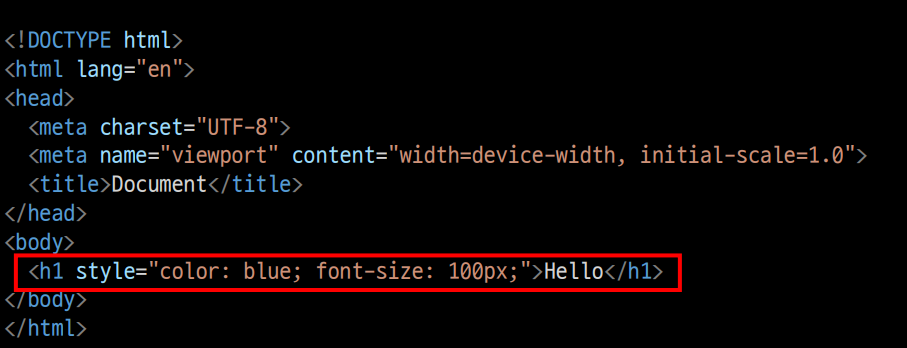 <!DOCTYPE html>
<html lang="en">
<head>
  <meta charset="UTF-8">
  <meta name="viewport" content="width=device-width, initial-scale=1.0">
  <title>Document</title>
</head>
<body>
  <h1 style="color: blue; font-size: 100px;">Hello</h1>
</body>
</html>